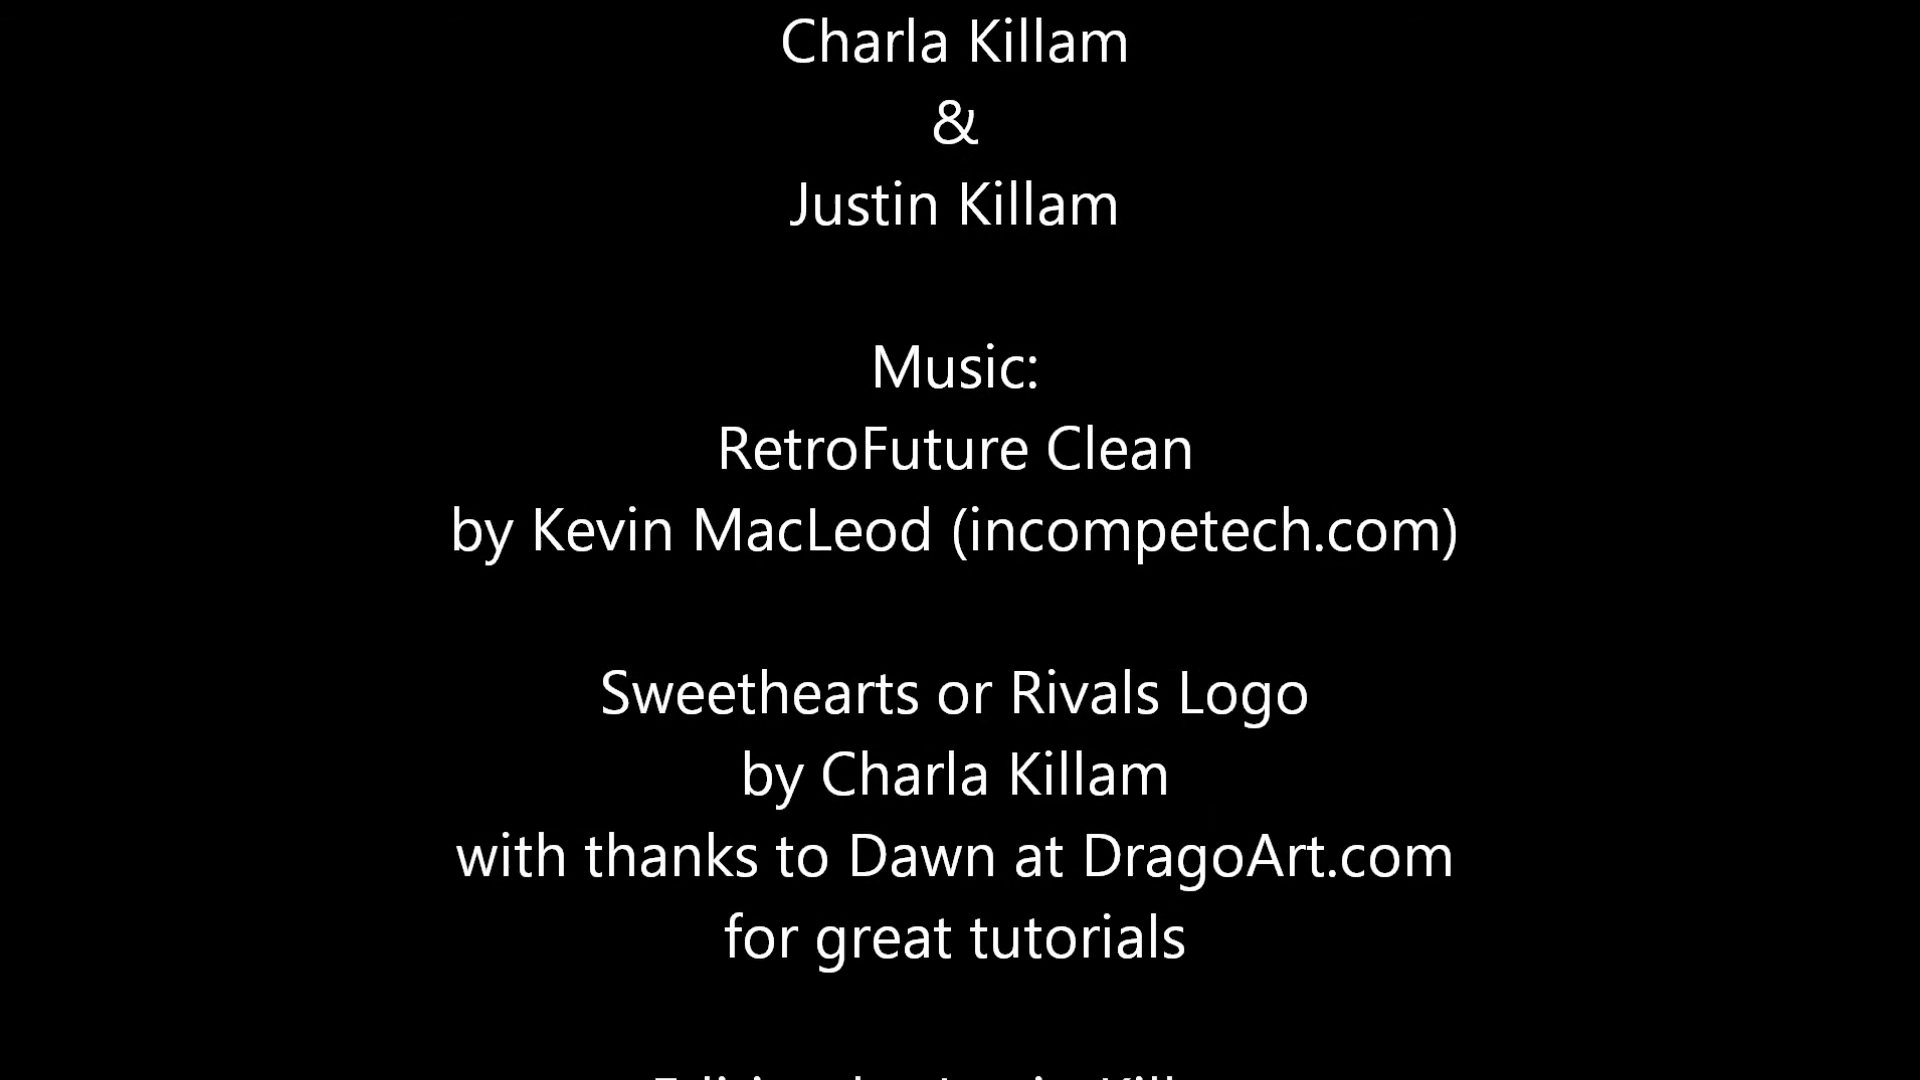 Charla Killam
&
Justin Killam
Music:
RetroFuture Clean
by Kevin MacLeod (incompetech.com)
Sweethearts or Rivals Logo
by Charla Killam
with thanks to Dawn at DragoArt.com
for great tutorials